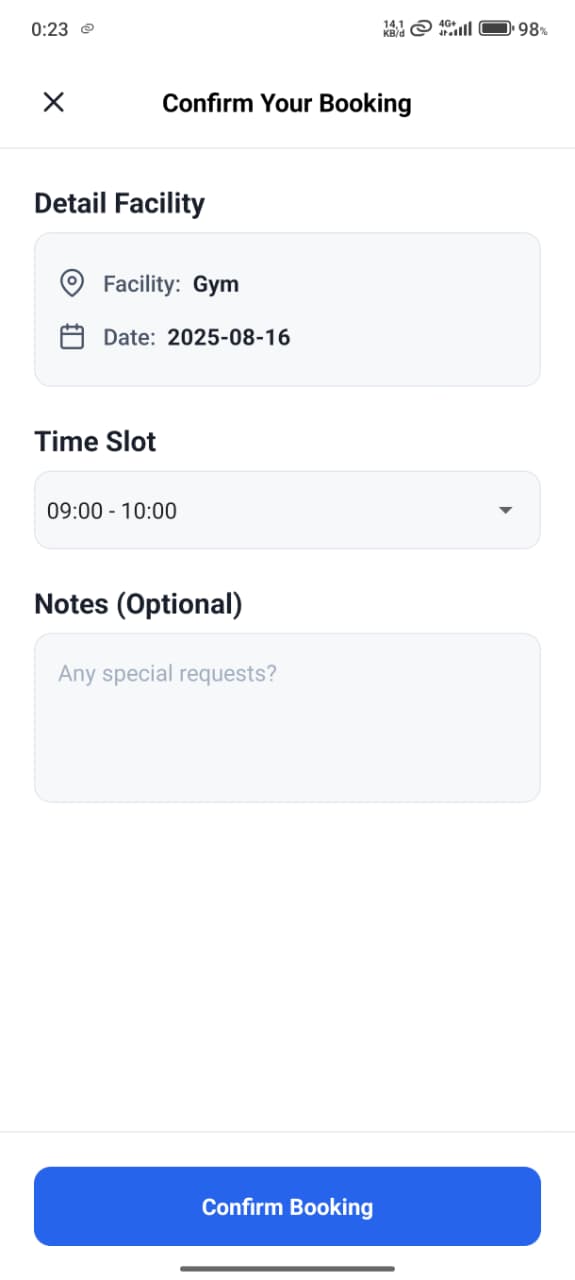 0:23
14,1 KB/d 4G+ 98%
Confirm Your Booking
Detail Facility
Facility: Gym
Date: 2025-08-16
Time Slot
09:00 - 10:00
Notes (Optional)
Any special requests?
Confirm Booking